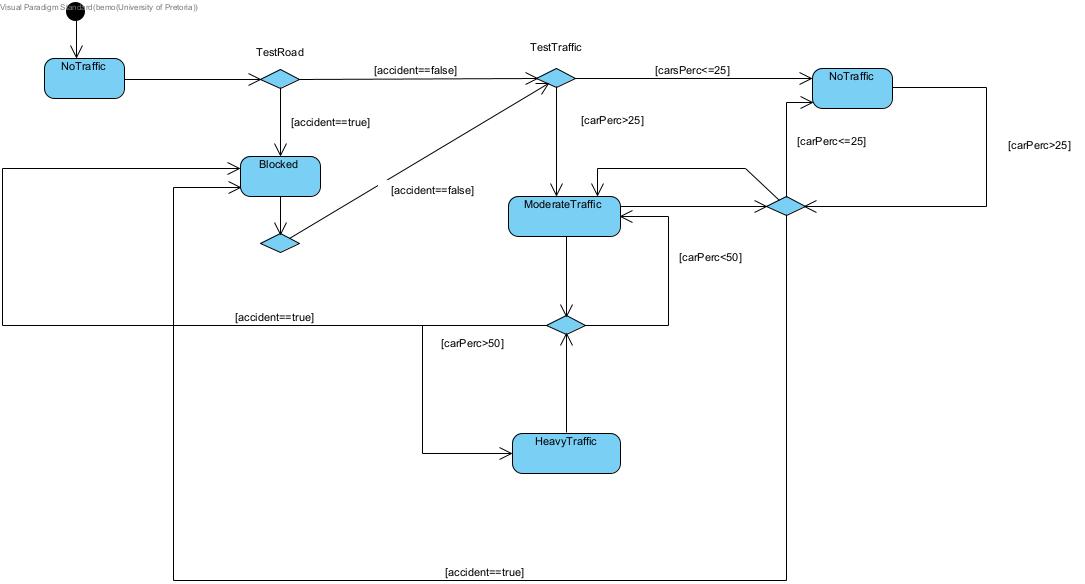 Visual Paradigm Standard(bemo(University of Pretoria))
NoTraffic
TestRoad
[accident==false]
TestTraffic
[carsPerc<=25]
NoTraffic
[accident==true]
[carPerc>25]
[carPerc<=25]
[carPerc>25]
Blocked
[accident==false]
ModerateTraffic
[carPerc<50]
[accident==true]
[carPerc>50]
HeavyTraffic
[accident==true]